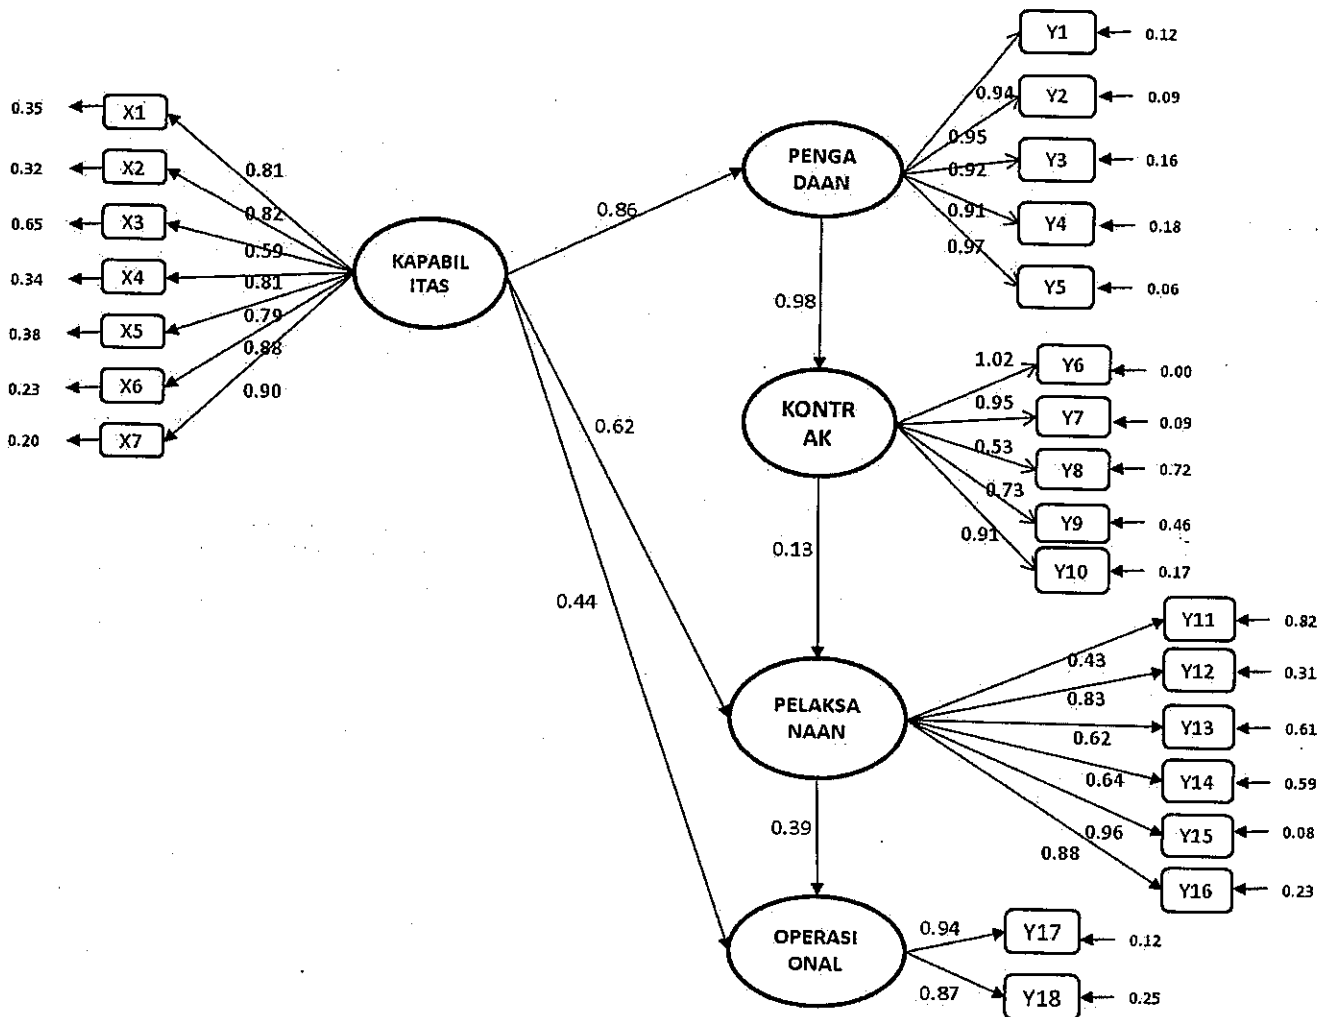 0.35
X1
0.32
X2
0.65
X3
0.34
X4
0.38
X5
0.23
X6
0.20
X7
0.81
0.82
0.59
0.81
0.79
0.88
0.90
KAPABIL
ITAS
0.86
0.62
0.44
PENGA
DAAN
0.98
KONTR
AK
0.13
PELAKSA
NAAN
0.39
OPERASI
ONAL
0.94
0.95
0.92
0.91
0.97
Y1
0.12
Y2
0.09
Y3
0.16
Y4
0.18
Y5
0.06
1.02
0.95
0.53
0.73
0.91
Y6
0.00
Y7
0.09
Y8
0.72
Y9
0.46
Y10
0.17
0.43
0.83
0.62
0.64
0.96
0.88
Y11
0.82
Y12
0.31
Y13
0.61
Y14
0.59
Y15
0.08
Y16
0.23
0.94
0.87
Y17
0.12
Y18
0.25